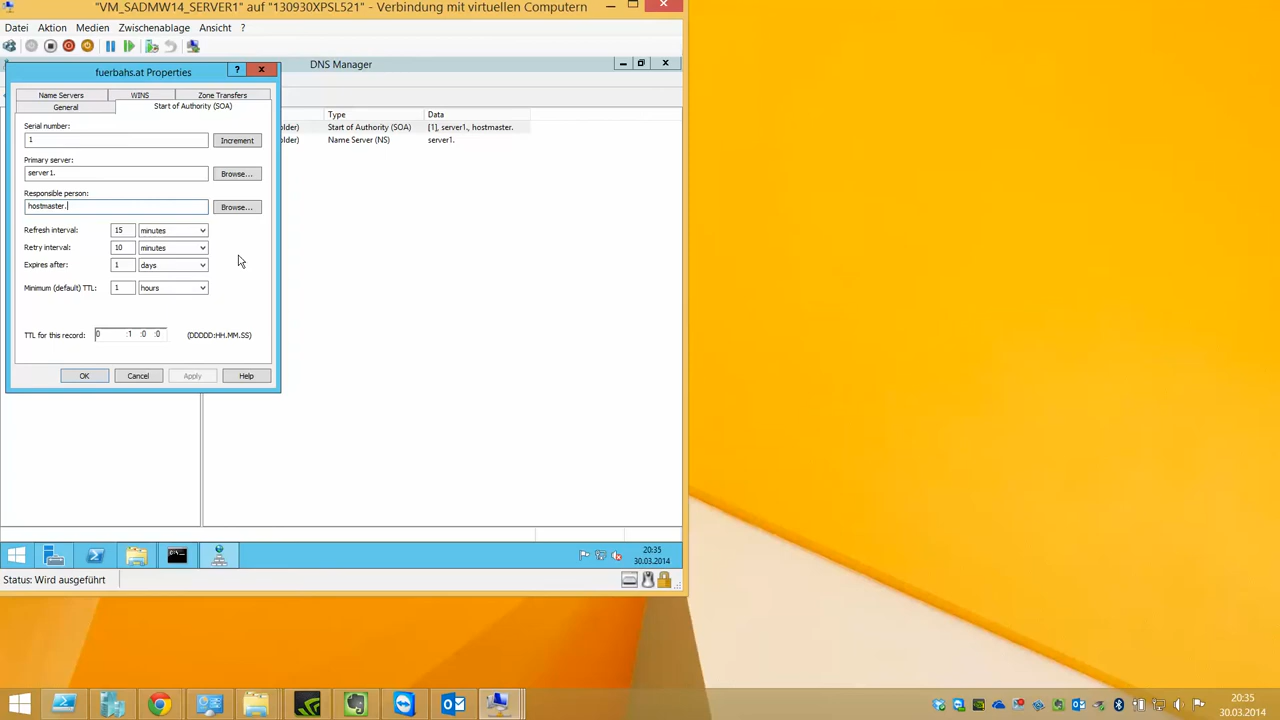 "VM_SADMW14_SERVER1" auf "130930XPSL521" - Verbindung mit virtuellen Computern
Datei Aktion Medien Zwischenablage Ansicht ?
DNS Manager
fuerbahs.at Properties
Name Servers WINS Zone Transfers
General Start of Authority (SOA)
Type Data
older) Start of Authority (SOA) [1], server1., hostmaster.
older) Name Server (NS) server1.
Serial number:
1 Increment
Primary server:
server1. Browse...
Responsible person:
hostmaster. Browse...
Refresh interval: 15 minutes
Retry interval: 10 minutes
Expires after: 1 days
Minimum (default) TTL: 1 hours
TTL for this record: 0 :1 :0 :0 (DDDDD:HH.MM.SS)
OK Cancel Apply Help
20:35
30.03.2014
Status: Wird ausgeführt
20:35
30.03.2014